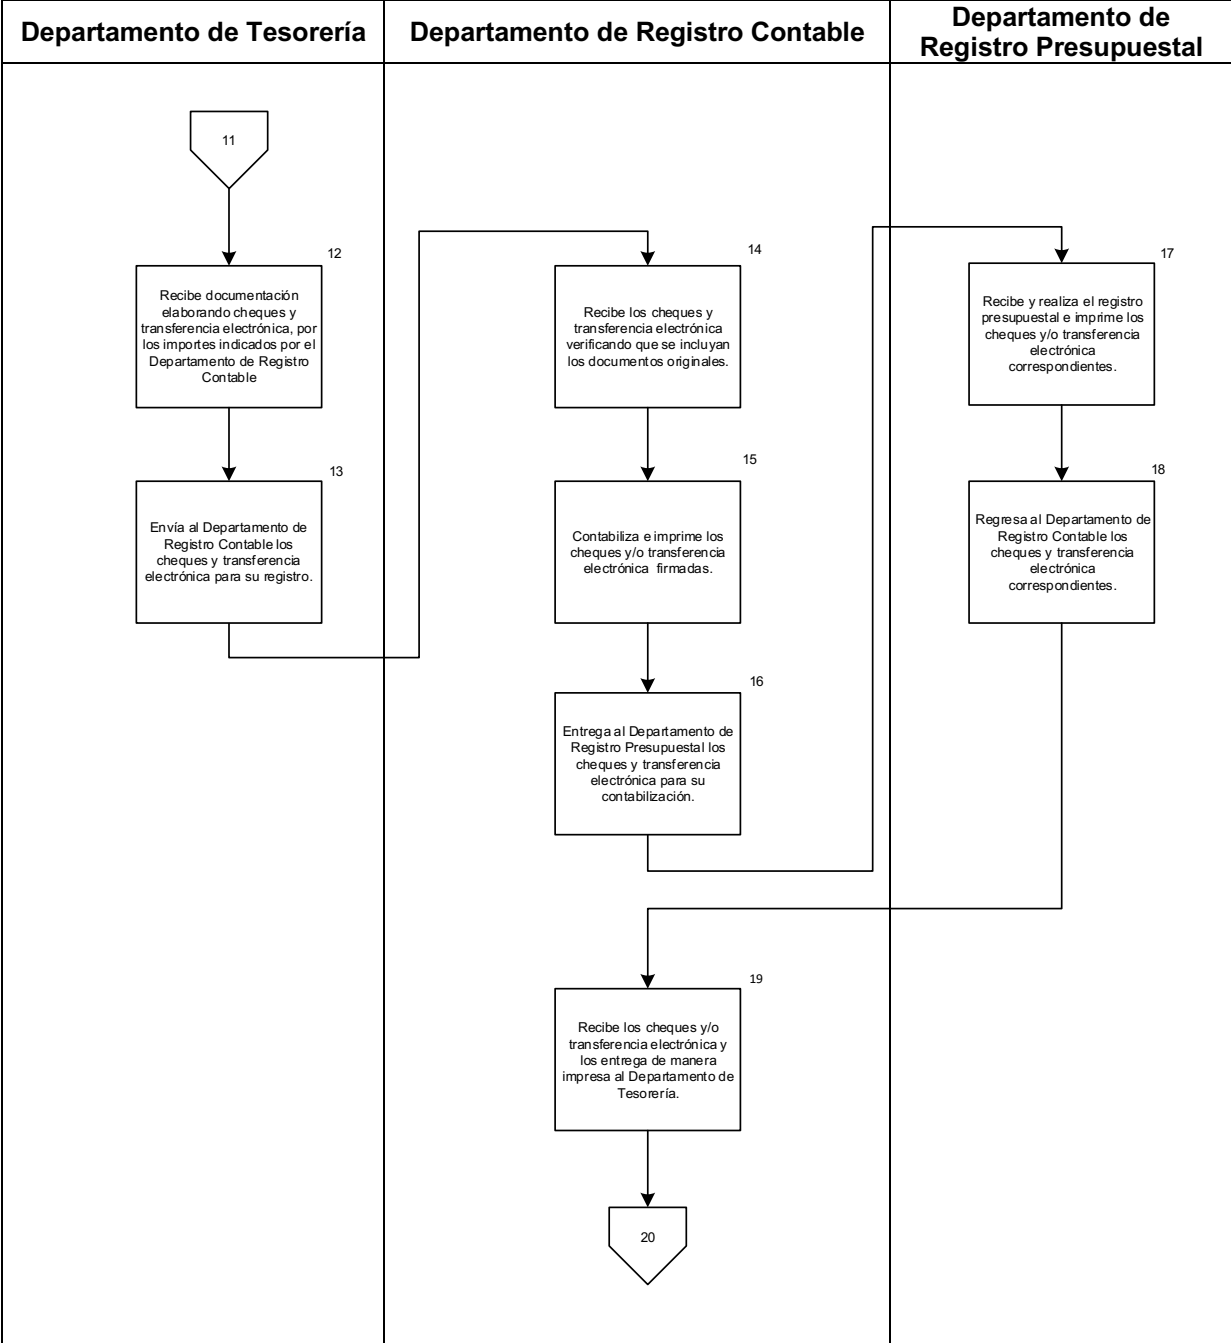 Departamento de Tesorería
Departamento de Registro Contable
Departamento de
Registro Presupuestal
11
12
Recibe documentación
elaborando cheques y
transferencia electrónica, por
los importes indicados por el
Departamento de Registro
Contable
13
Envía al Departamento de
Registro Contable los
cheques y transferencia
electrónica para su registro.
14
Recibe los cheques y
transferencia electrónica
verificando que se incluyan
los documentos originales.
15
Contabiliza e imprime los
cheques y/o transferencia
electrónica firmadas.
16
Entrega al Departamento de
Registro Presupuestal los
cheques y transferencia
electrónica para su
contabilización.
17
Recibe y realiza el registro
presupuestal e imprime los
cheques y/o transferencia
electrónica
correspondientes.
18
Regresa al Departamento de
Registro Contable los
cheques y transferencia
electrónica
correspondientes.
19
Recibe los cheques y/o
transferencia electrónica y
los entrega de manera
impresa al Departamento de
Tesorería.
20